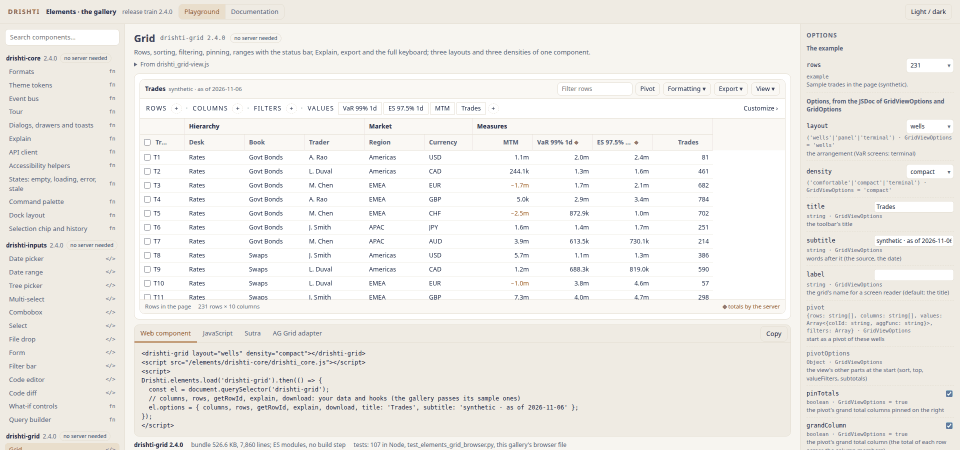 DRISHTI Elements · the gallery release train 2.4.0 Playground Documentation Light / dark
Search components...
drishti-core 2.4.0 no server needed
Formats fn
Theme tokens fn
Event bus fn
Tour fn
Dialogs, drawers and toasts fn
Explain fn
API client fn
Accessibility helpers fn
States: empty, loading, error, stale fn
Command palette fn
Dock layout fn
Selection chip and history fn
drishti-inputs 2.4.0 no server needed
Date picker </>
Date range </>
Tree picker </>
Multi-select </>
Combobox </>
Select </>
File drop </>
Form </>
Filter bar </>
Code editor </>
Code diff </>
What-if controls </>
Query builder </>
drishti-grid 2.4.0 no server needed
Grid </>
Grid drishti-grid 2.4.0 no server needed
Rows, sorting, filtering, pinning, ranges with the status bar, Explain, export and the full keyboard; three layouts and three densities of one component.
▸ From drishti_grid-view.js
Trades synthetic · as of 2026-11-06 Filter rows Pivot Formatting ▾ Export ▾ View ▾
ROWS + · COLUMNS + · FILTERS + · VALUES VaR 99% 1d ES 97.5% 1d MTM Trades + Customize ›
Hierarchy Market Measures
Tr... Desk Book Trader Region Currency MTM VaR 99% 1d ◆ ES 97.5% ... ◆ Trades
T1 Rates Govt Bonds A. Rao Americas USD 1.1m 2.0m 2.4m 81
T2 Rates Govt Bonds L. Duval Americas CAD 244.1k 1.3m 1.6m 461
T3 Rates Govt Bonds M. Chen EMEA EUR −1.7m 1.7m 2.1m 682
T4 Rates Govt Bonds A. Rao EMEA GBP 5.0k 2.9m 3.4m 784
T5 Rates Govt Bonds M. Chen EMEA CHF −2.5m 872.9k 1.0m 702
T6 Rates Govt Bonds J. Smith APAC JPY 1.6m 1.4m 1.7m 251
T7 Rates Govt Bonds M. Chen APAC AUD 3.9m 613.5k 730.1k 214
T8 Rates Swaps J. Smith Americas USD 5.7m 1.1m 1.3m 386
T9 Rates Swaps L. Duval Americas CAD 1.2m 688.3k 819.0k 590
T10 Rates Swaps L. Duval EMEA EUR −1.0m 3.8m 4.6m 57
T11 Rates Swaps J. Smith EMEA GBP 7.3m 4.0m 4.7m 298
Rows in the page 231 rows × 10 columns ◆ totals by the server
Web component JavaScript Sutra AG Grid adapter Copy
<drishti-grid layout="wells" density="compact"></drishti-grid>
<script src="/elements/drishti-core/drishti_core.js"></script>
<script>
Drishti.elements.load('drishti-grid').then(() => {
const el = document.querySelector('drishti-grid');
// columns, rows, getRowId, explain, download: your data and hooks (the gallery passes its sample ones)
el.options = { columns, rows, getRowId, explain, download, title: 'Trades', subtitle: 'synthetic · as of 2026-11-06' };
});
</script>
drishti-grid 2.4.0 bundle 526.6 KB, 7,860 lines; ES modules, no build step tests: 107 in Node, test_elements_grid_browser.py, this gallery's browser file
OPTIONS
The example
rows 231
example
Sample trades in the page (synthetic).
Options, from the JSDoc of GridViewOptions and GridOptions
layout wells
('wells'|'panel'|'terminal') · GridViewOptions = 'wells'
the arrangement (VaR screens: terminal)
density compact
('comfortable'|'compact'|'terminal') · GridViewOptions = 'compact'
title Trades
string · GridViewOptions
the toolbar's title
subtitle synthetic · as of 2026-11-06
string · GridViewOptions
words after it (the source, the date)
label
string · GridViewOptions
the grid's name for a screen reader (default: the title)
pivot
{rows: string[], columns: string[], values: Array<{colId: string, aggFunc: string}>, filters: Array} · GridViewOptions
start as a pivot of these wells
pivotOptions
Object · GridViewOptions
the view's other parts at the start (sort, top, valueFilters, subtotals)
pinTotals
boolean · GridViewOptions = true
the pivot's grand total columns pinned on the right
grandColumn
boolean · GridViewOptions = true
the pivot's grand total column (the total of each row